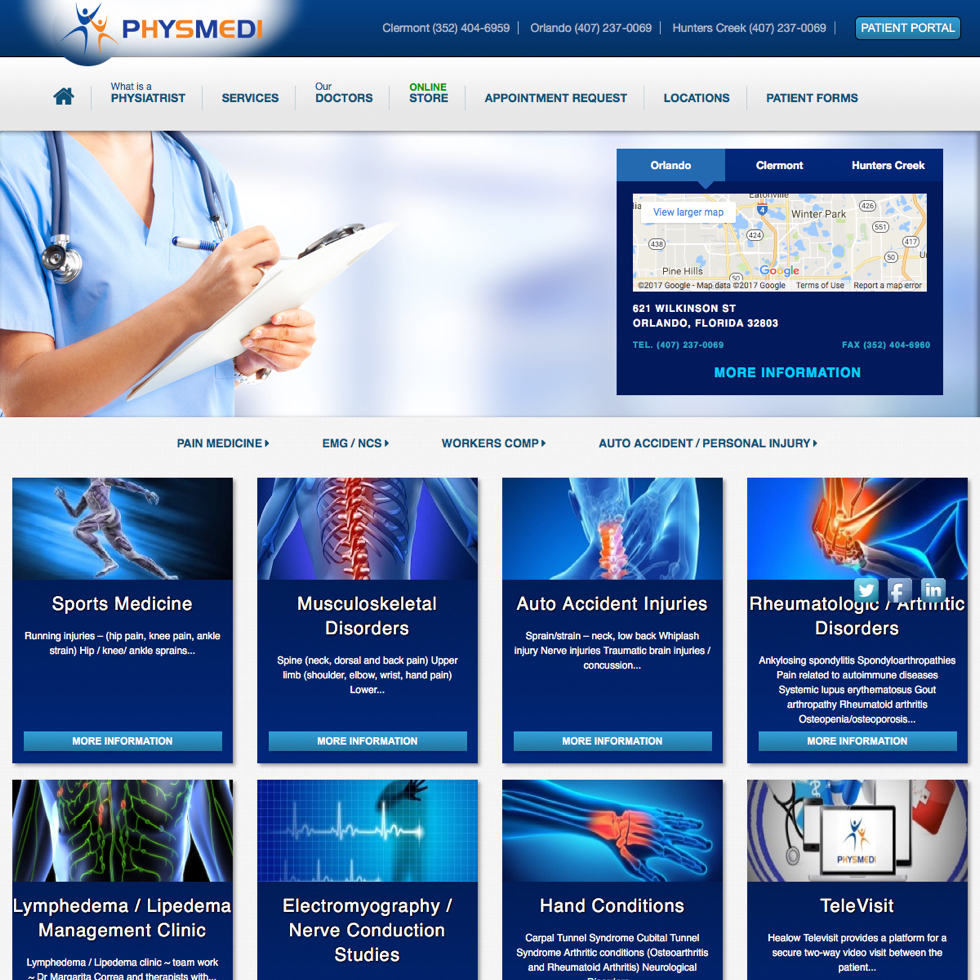 PHYSMEDI
Clermont (352) 404-6959 | Orlando (407) 237-0069 | Hunters Creek (407) 237-0069 |
PATIENT PORTAL
What is a
PHYSIATRIST
SERVICES
Our
DOCTORS
ONLINE
STORE
APPOINTMENT REQUEST
LOCATIONS
PATIENT FORMS
Orlando
Clermont
Hunters Creek
View larger map
Eatonville
4
426
Winter Park
551
424
438
417
50
Pine Hills
50
Google
©2017 Google - Map data ©2017 Google Terms of Use Report a map error
621 WILKINSON ST
ORLANDO, FLORIDA 32803
TEL. (407) 237-0069
FAX (352) 404-6960
MORE INFORMATION
PAIN MEDICINE
EMG / NCS
WORKERS COMP
AUTO ACCIDENT / PERSONAL INJURY
Sports Medicine
Running injuries – (hip pain, knee pain, ankle
strain) Hip / knee/ ankle sprains...
MORE INFORMATION
Musculoskeletal
Disorders
Spine (neck, dorsal and back pain) Upper
limb (shoulder, elbow, wrist, hand pain)
Lower...
MORE INFORMATION
Auto Accident Injuries
Sprain/strain – neck, low back Whiplash
injury Nerve injuries Traumatic brain injuries /
concussion...
MORE INFORMATION
Rheumatologic / Arthritic
Disorders
Ankylosing spondylitis Spondyloarthropathies
Pain related to autoimmune diseases
Systemic lupus erythematosus Gout
arthropathy Rheumatoid arthritis
Osteopenia/osteoporosis...
MORE INFORMATION
Lymphedema / Lipedema
Management Clinic
Lymphedema / Lipedema clinic ~ team work
~ Dr Margarita Correa and therapists with...
Electromyography /
Nerve Conduction
Studies
Hand Conditions
Carpal Tunnel Syndrome Cubital Tunnel
Syndrome Arthritic conditions (Osteoarthritis
and Rheumatoid Arthritis) Neurological
PHYSMEDI
TeleVisit
Healow Televisit provides a platform for a
secure two-way video visit between the
patient...